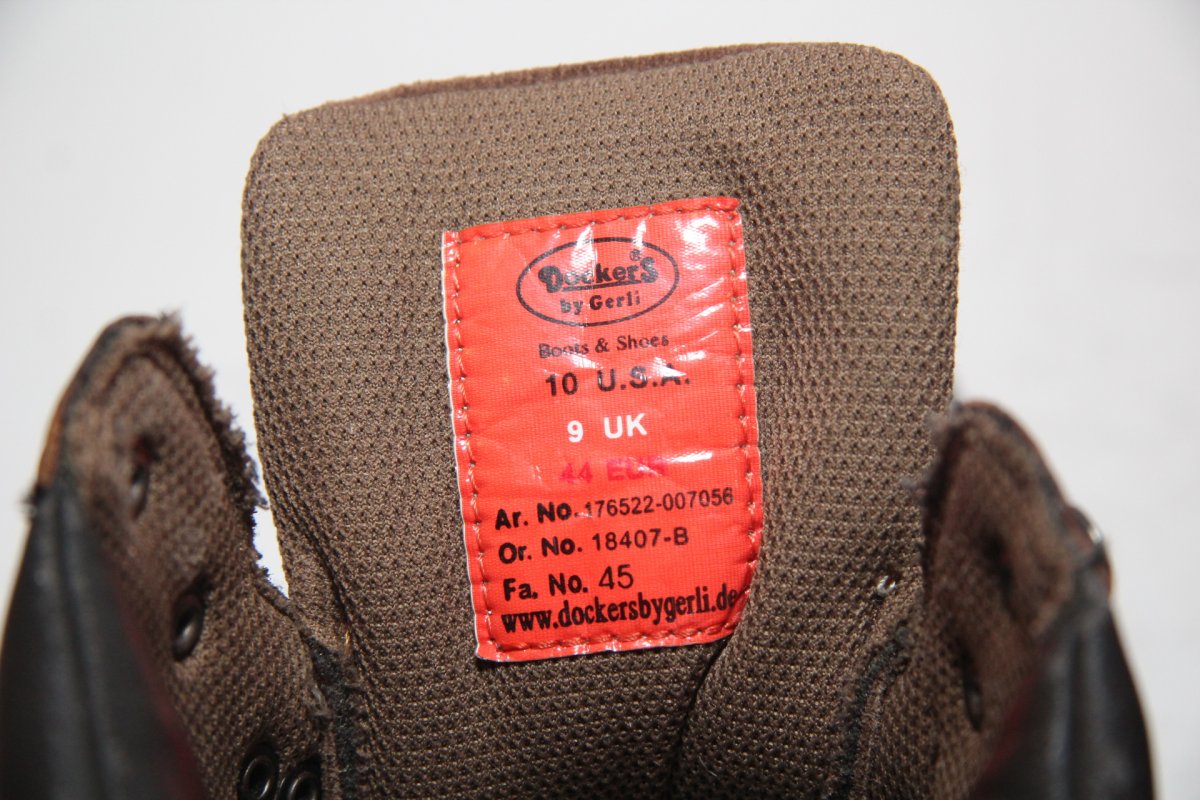 Dockers®
by Gerli
Boots & Shoes
10 U.S.A.
9 UK
44 EUR
Ar. No. 176522-007056
Or. No. 18407-B
Fa. No. 45
www.dockersbygerli.de